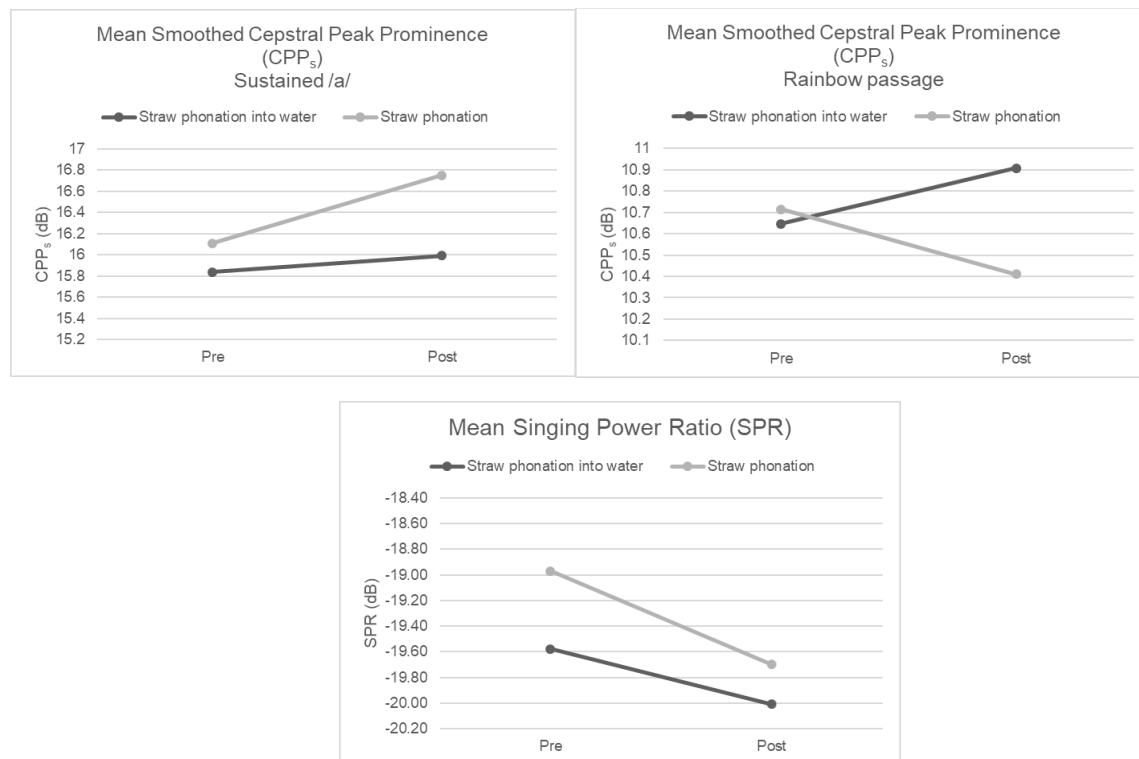 Mean Smoothed Cepstral Peak Prominence
(CPPs)
Sustained /a/
Straw phonation into water Straw phonation
17
16.8
16.6
16.4
16.2
16
15.8
15.6
15.4
15.2
CPPs (dB)
Pre Post
Mean Smoothed Cepstral Peak Prominence
(CPPs)
Rainbow passage
Straw phonation into water Straw phonation
11
10.9
10.8
10.7
10.6
10.5
10.4
10.3
10.2
10.1
CPPs (dB)
Pre Post
Mean Singing Power Ratio (SPR)
Straw phonation into water Straw phonation
-18.40
-18.60
-18.80
-19.00
-19.20
-19.40
-19.60
-19.80
-20.00
-20.20
SPR (dB)
Pre Post